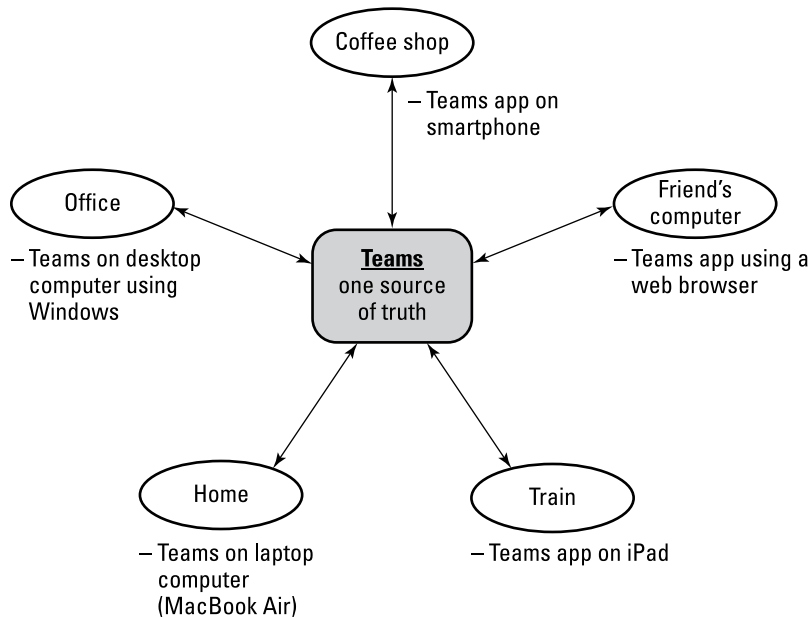 Coffee shop
– Teams app on
smartphone
Office
– Teams on desktop
computer using
Windows
Friend's
computer
– Teams app using a
web browser
Teams
one source
of truth
Home
– Teams on laptop
computer
(MacBook Air)
Train
– Teams app on iPad